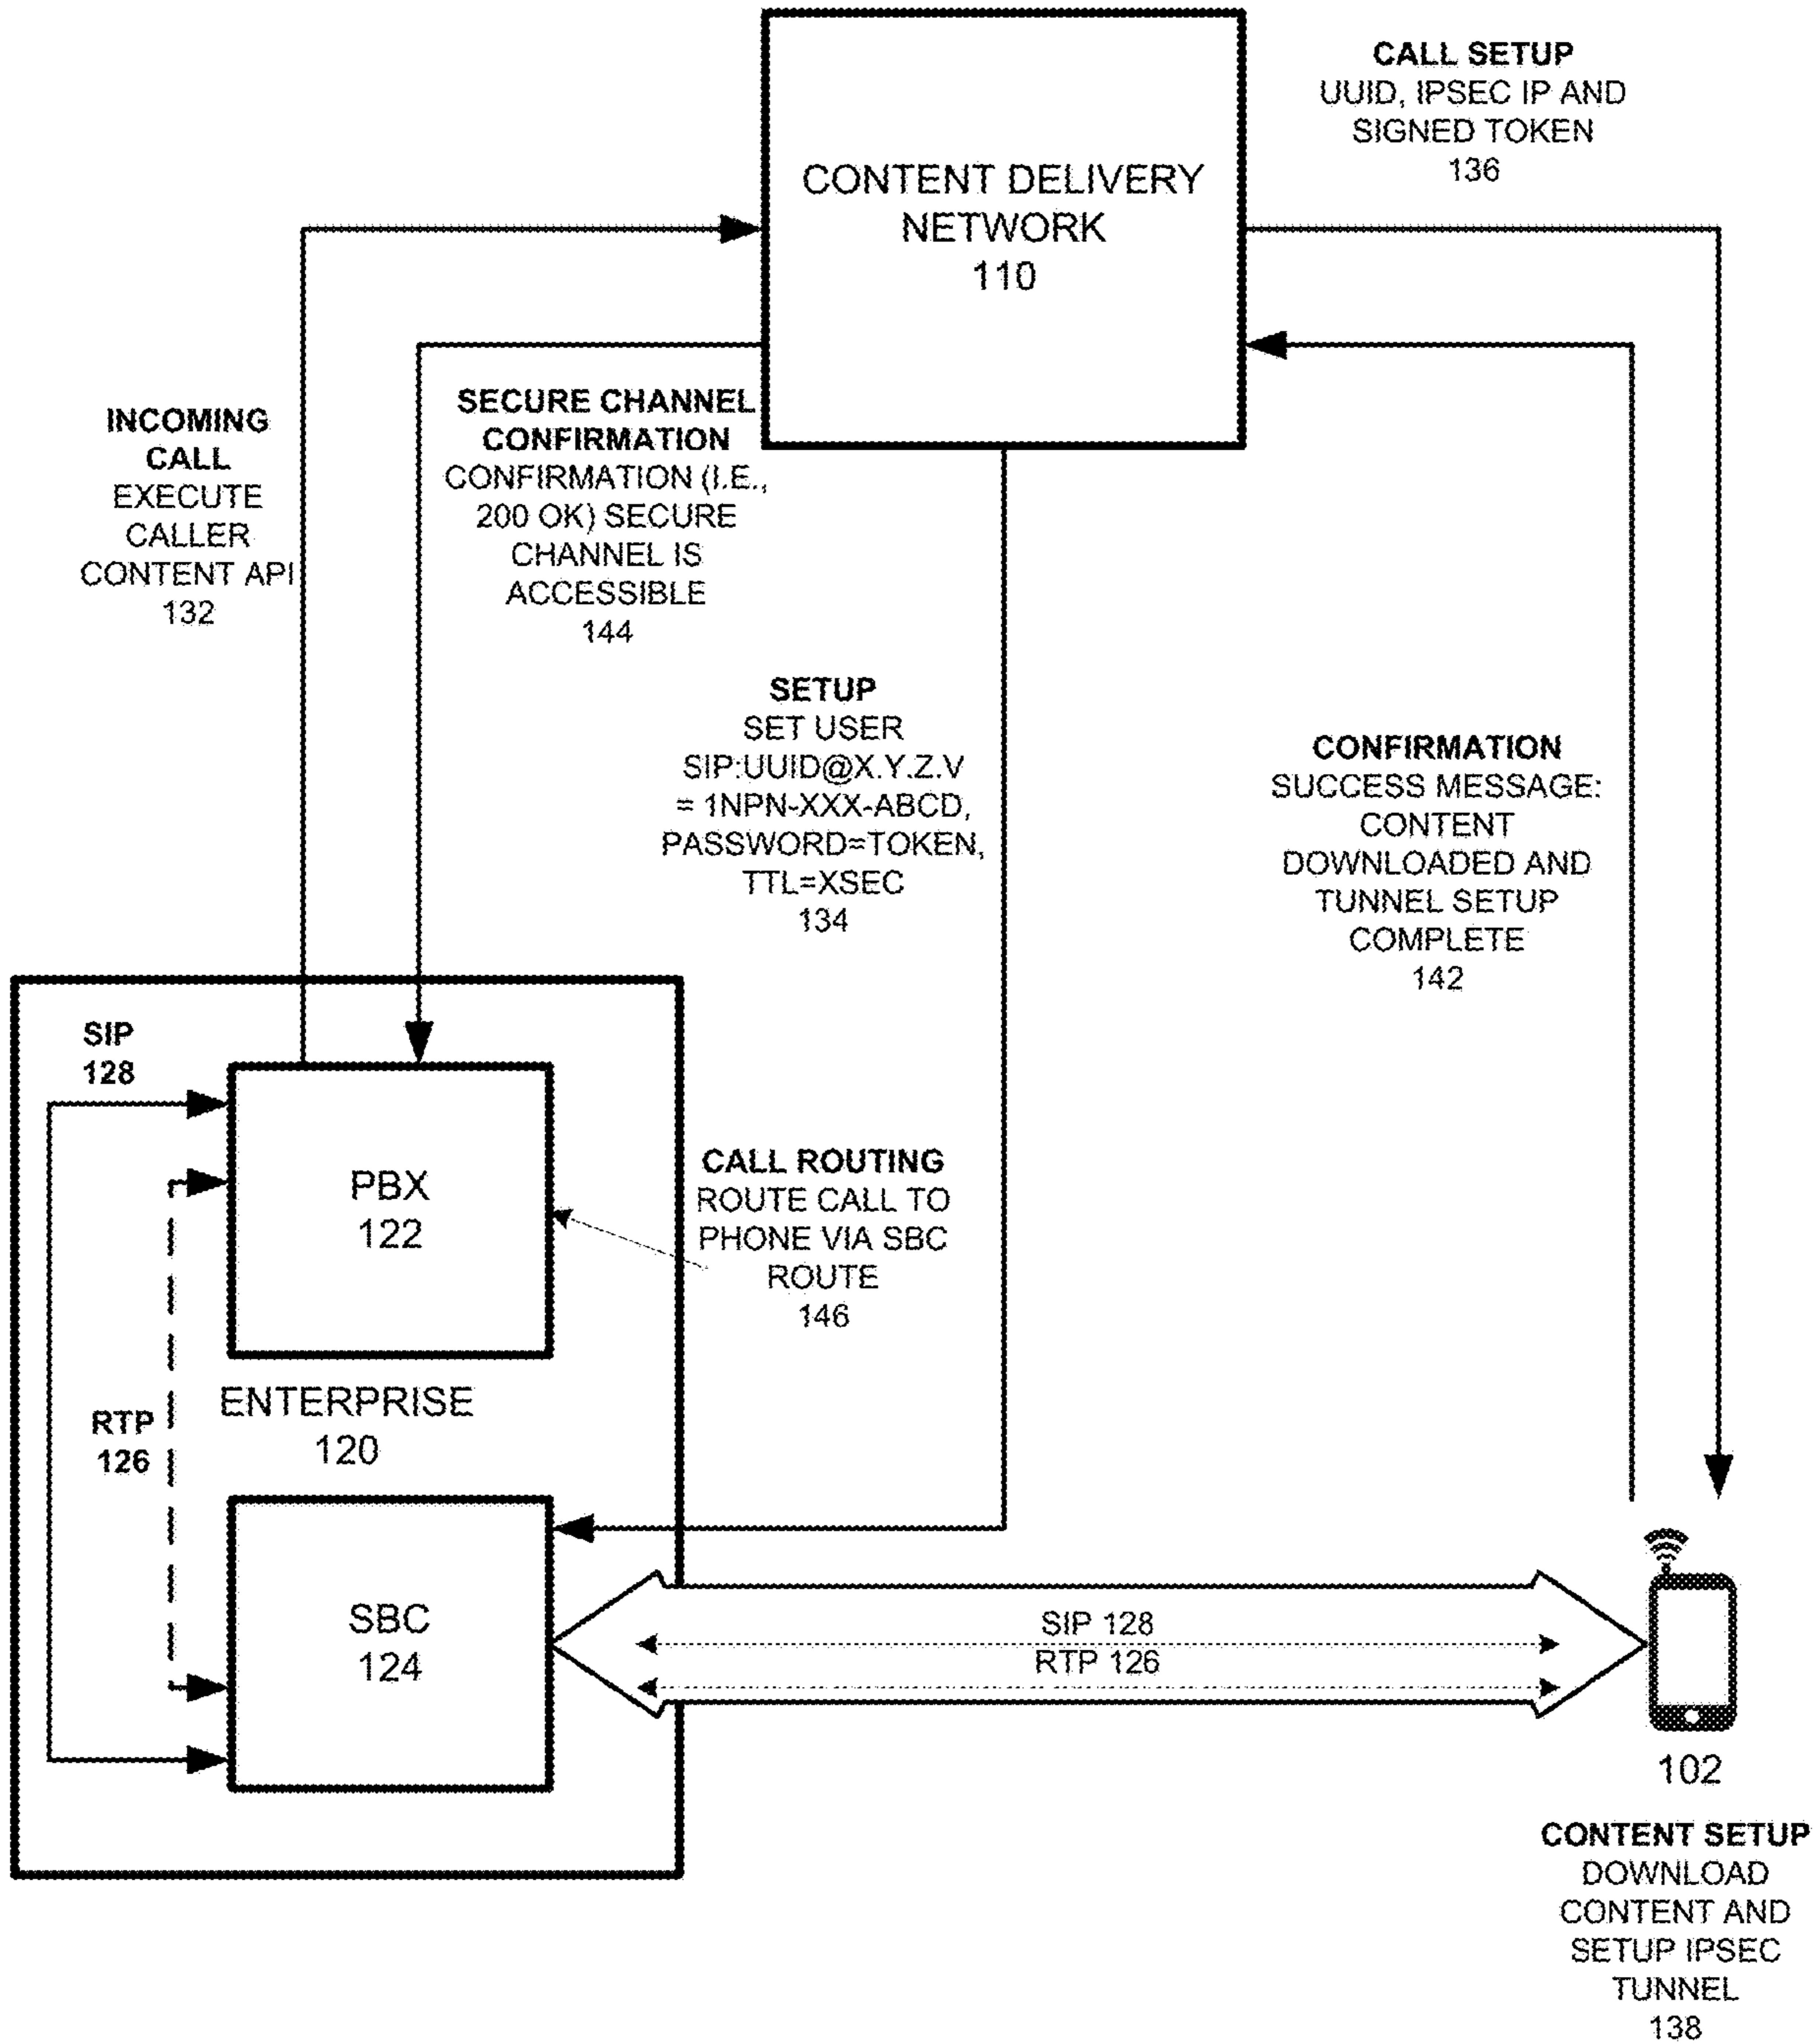 CALL SETUP
UUID, IPSEC IP AND
SIGNED TOKEN
136
CONTENT DELIVERY
NETWORK
110
INCOMING
CALL
EXECUTE
CALLER
CONTENT API
132
SECURE CHANNEL
CONFIRMATION
CONFIRMATION (I.E.,
200 OK) SECURE
CHANNEL IS
ACCESSIBLE
144
SETUP
SET USER
SIP:UUID@X.Y.Z.V
= 1NPN-XXX-ABCD,
PASSWORD=TOKEN,
TTL=XSEC
134
CONFIRMATION
SUCCESS MESSAGE:
CONTENT
DOWNLOADED AND
TUNNEL SETUP
COMPLETE
142
SIP
128
PBX
122
CALL ROUTING
ROUTE CALL TO
PHONE VIA SBC
ROUTE
146
ENTERPRISE
120
RTP
126
SBC
124
SIP 128
RTP 126
102
CONTENT SETUP
DOWNLOAD
CONTENT AND
SETUP IPSEC
TUNNEL
138